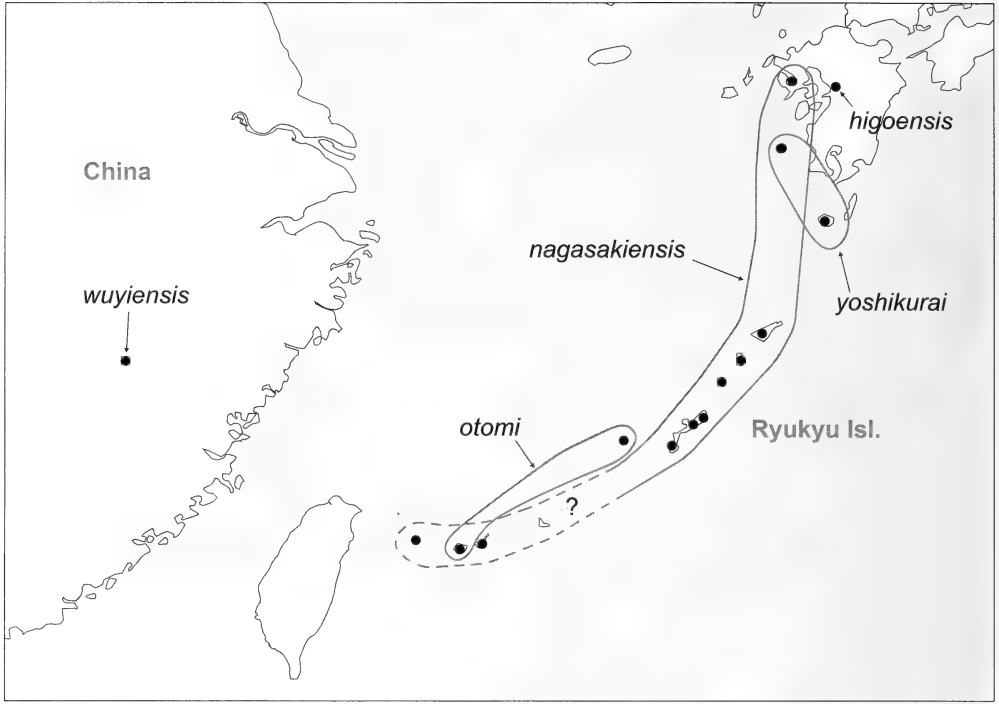 higoensis
China
nagasakiensis
wuyiensis
yoshikurai
otomi
Ryukyu Isl.
?